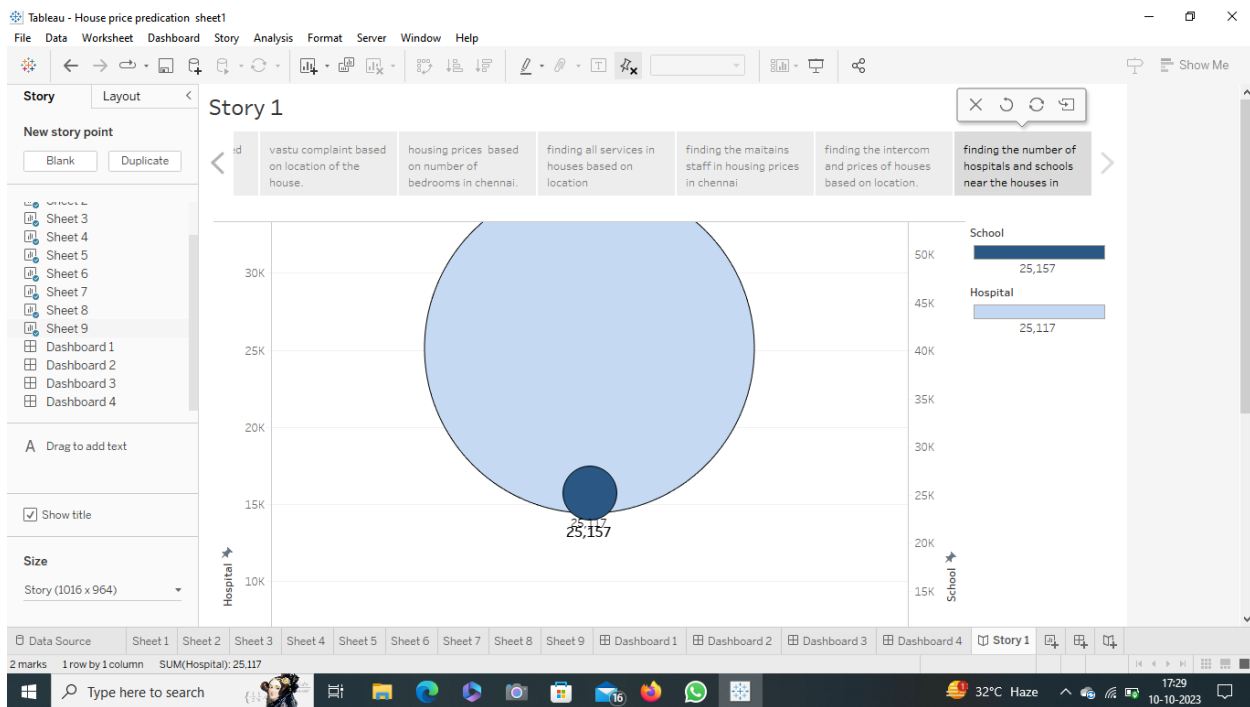 Tableau - House price predication sheet1
File Data Worksheet Dashboard Story Analysis Format Server Window Help
Show Me
Story Layout
New story point
Blank Duplicate
Sheet 3
Sheet 4
Sheet 5
Sheet 6
Sheet 7
Sheet 8
Sheet 9
Dashboard 1
Dashboard 2
Dashboard 3
Dashboard 4
A Drag to add text
Show title
Size
Story (1016 x 964)
Story 1
vastu complaint based
on location of the
house.
housing prices based
on number of
bedrooms in chennai.
finding all services in
houses based on
location
finding the maitains
staff in housing prices
in chennai
finding the intercom
and prices of houses
based on location.
finding the number of
hospitals and schools
near the houses in
30K
25K
20K
15K
10K
Hospital
25,117
25,157
50K
45K
40K
35K
30K
25K
20K
15K
School
School
25,157
Hospital
25,117
Data Source Sheet 1 Sheet 2 Sheet 3 Sheet 4 Sheet 5 Sheet 6 Sheet 7 Sheet 8 Sheet 9 Dashboard 1 Dashboard 2 Dashboard 3 Dashboard 4 Story 1
2 marks 1 row by 1 column SUM(Hospital): 25,117
Type here to search
16
32°C Haze
17:29
10-10-2023